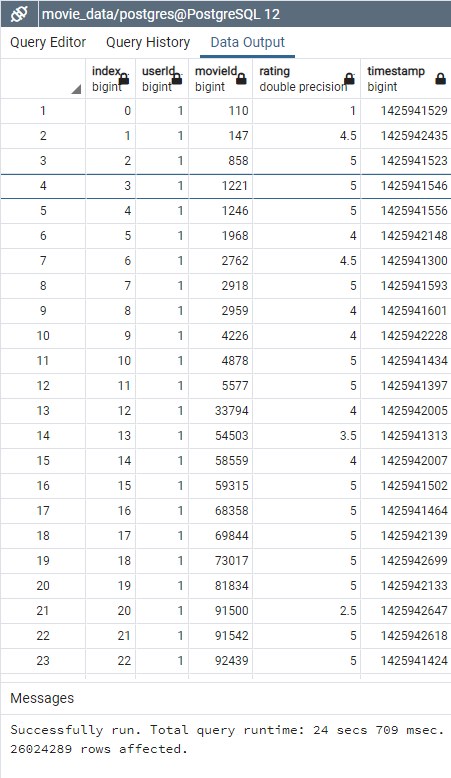 movie_data/postgres@PostgreSQL 12
Query Editor Query History Data Output
index bigint userId bigint movieId bigint rating double precision timestamp bigint
1 0 1 110 1 1425941529
2 1 1 147 4.5 1425942435
3 2 1 858 5 1425941523
4 3 1 1221 5 1425941546
5 4 1 1246 5 1425941556
6 5 1 1968 4 1425942148
7 6 1 2762 4.5 1425941300
8 7 1 2918 5 1425941593
9 8 1 2959 4 1425941601
10 9 1 4226 4 1425942228
11 10 1 4878 5 1425941434
12 11 1 5577 5 1425941397
13 12 1 33794 4 1425942005
14 13 1 54503 3.5 1425941313
15 14 1 58559 4 1425942007
16 15 1 59315 5 1425941502
17 16 1 68358 5 1425941464
18 17 1 69844 5 1425942139
19 18 1 73017 5 1425942699
20 19 1 81834 5 1425942133
21 20 1 91500 2.5 1425942647
22 21 1 91542 5 1425942618
23 22 1 92439 5 1425941424
Messages
Successfully run. Total query runtime: 24 secs 709 msec.
26024289 rows affected.